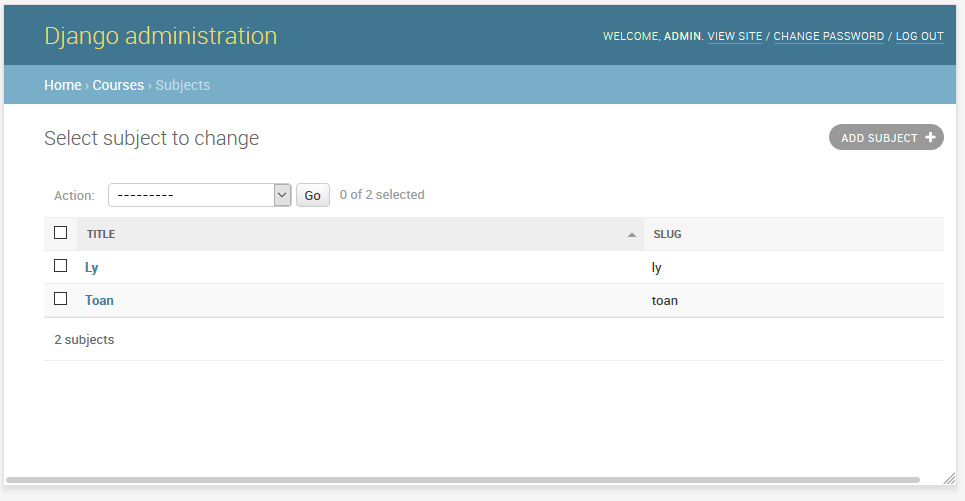 Django administration
WELCOME, ADMIN. VIEW SITE / CHANGE PASSWORD / LOG OUT
Home › Courses › Subjects
Select subject to change
ADD SUBJECT +
Action: --------- Go 0 of 2 selected
TITLE SLUG
Ly ly
Toan toan
2 subjects